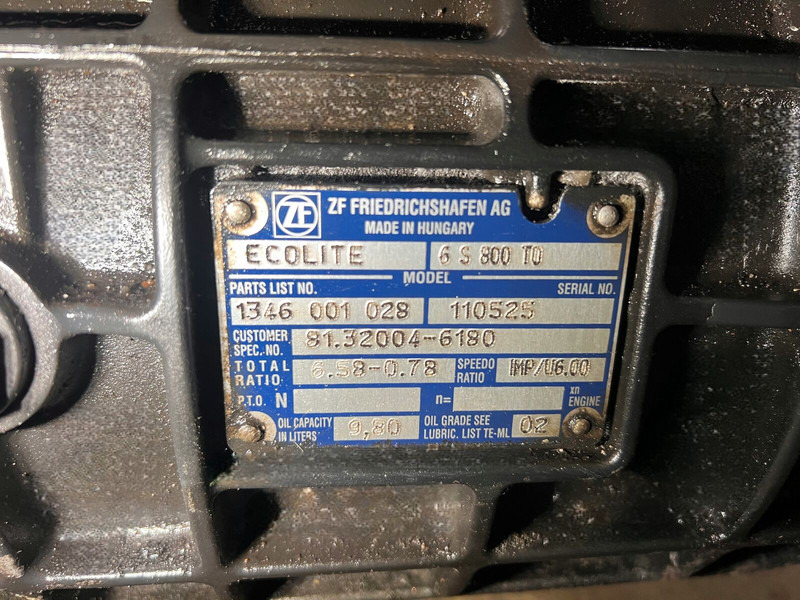 ZF ZF FRIEDRICHSHAFEN AG
MADE IN HUNGARY
ECOLITE 6 S 800 TO
MODEL
PARTS LIST NO. SERIAL NO.
1346 001 028 110525
CUSTOMER SPEC.-NO. 81.32004-6180
TOTAL RATIO 6.58-0.78 SPEEDO RATIO IMP/U6.00
P.T.O. N n= xn ENGINE
OIL CAPACITY IN LITERS 9,80 OIL GRADE SEE LUBRIC. LIST TE-ML 02